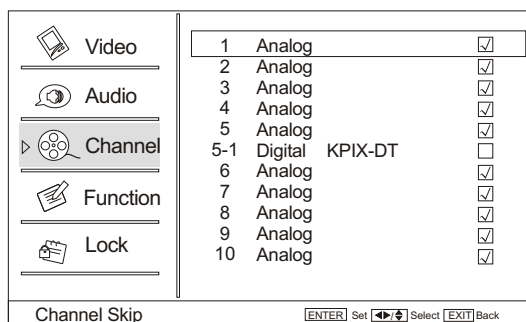 Video
Audio
Channel
Function
Lock
1 Analog
2 Analog
3 Analog
4 Analog
5 Analog
5-1 Digital KPIX-DT
6 Analog
7 Analog
8 Analog
9 Analog
10 Analog
Channel Skip
ENTER Set ◀▶/▲▼ Select EXIT Back